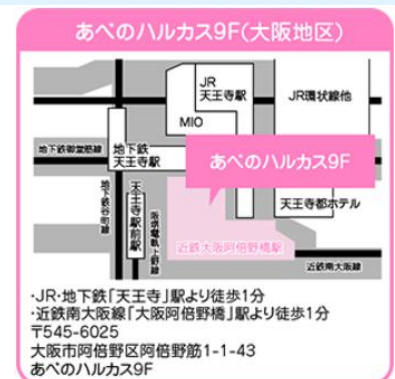 あべのハルカス9F(大阪地区)
JR
天王寺駅
JR環状線他
MIO
地下鉄御堂筋線
地下鉄
天王寺駅
あべのハルカス9F
地下鉄谷町線
天王寺駅前駅
阪堺電軌上町線
天王寺都ホテル
近鉄大阪阿倍野橋駅
近鉄南大阪線
・JR・地下鉄「天王寺」駅より徒歩1分
・近鉄南大阪線「大阪阿倍野橋」駅より徒歩1分
〒545-6025
大阪市阿倍野区阿倍野筋1-1-43
あべのハルカス9F